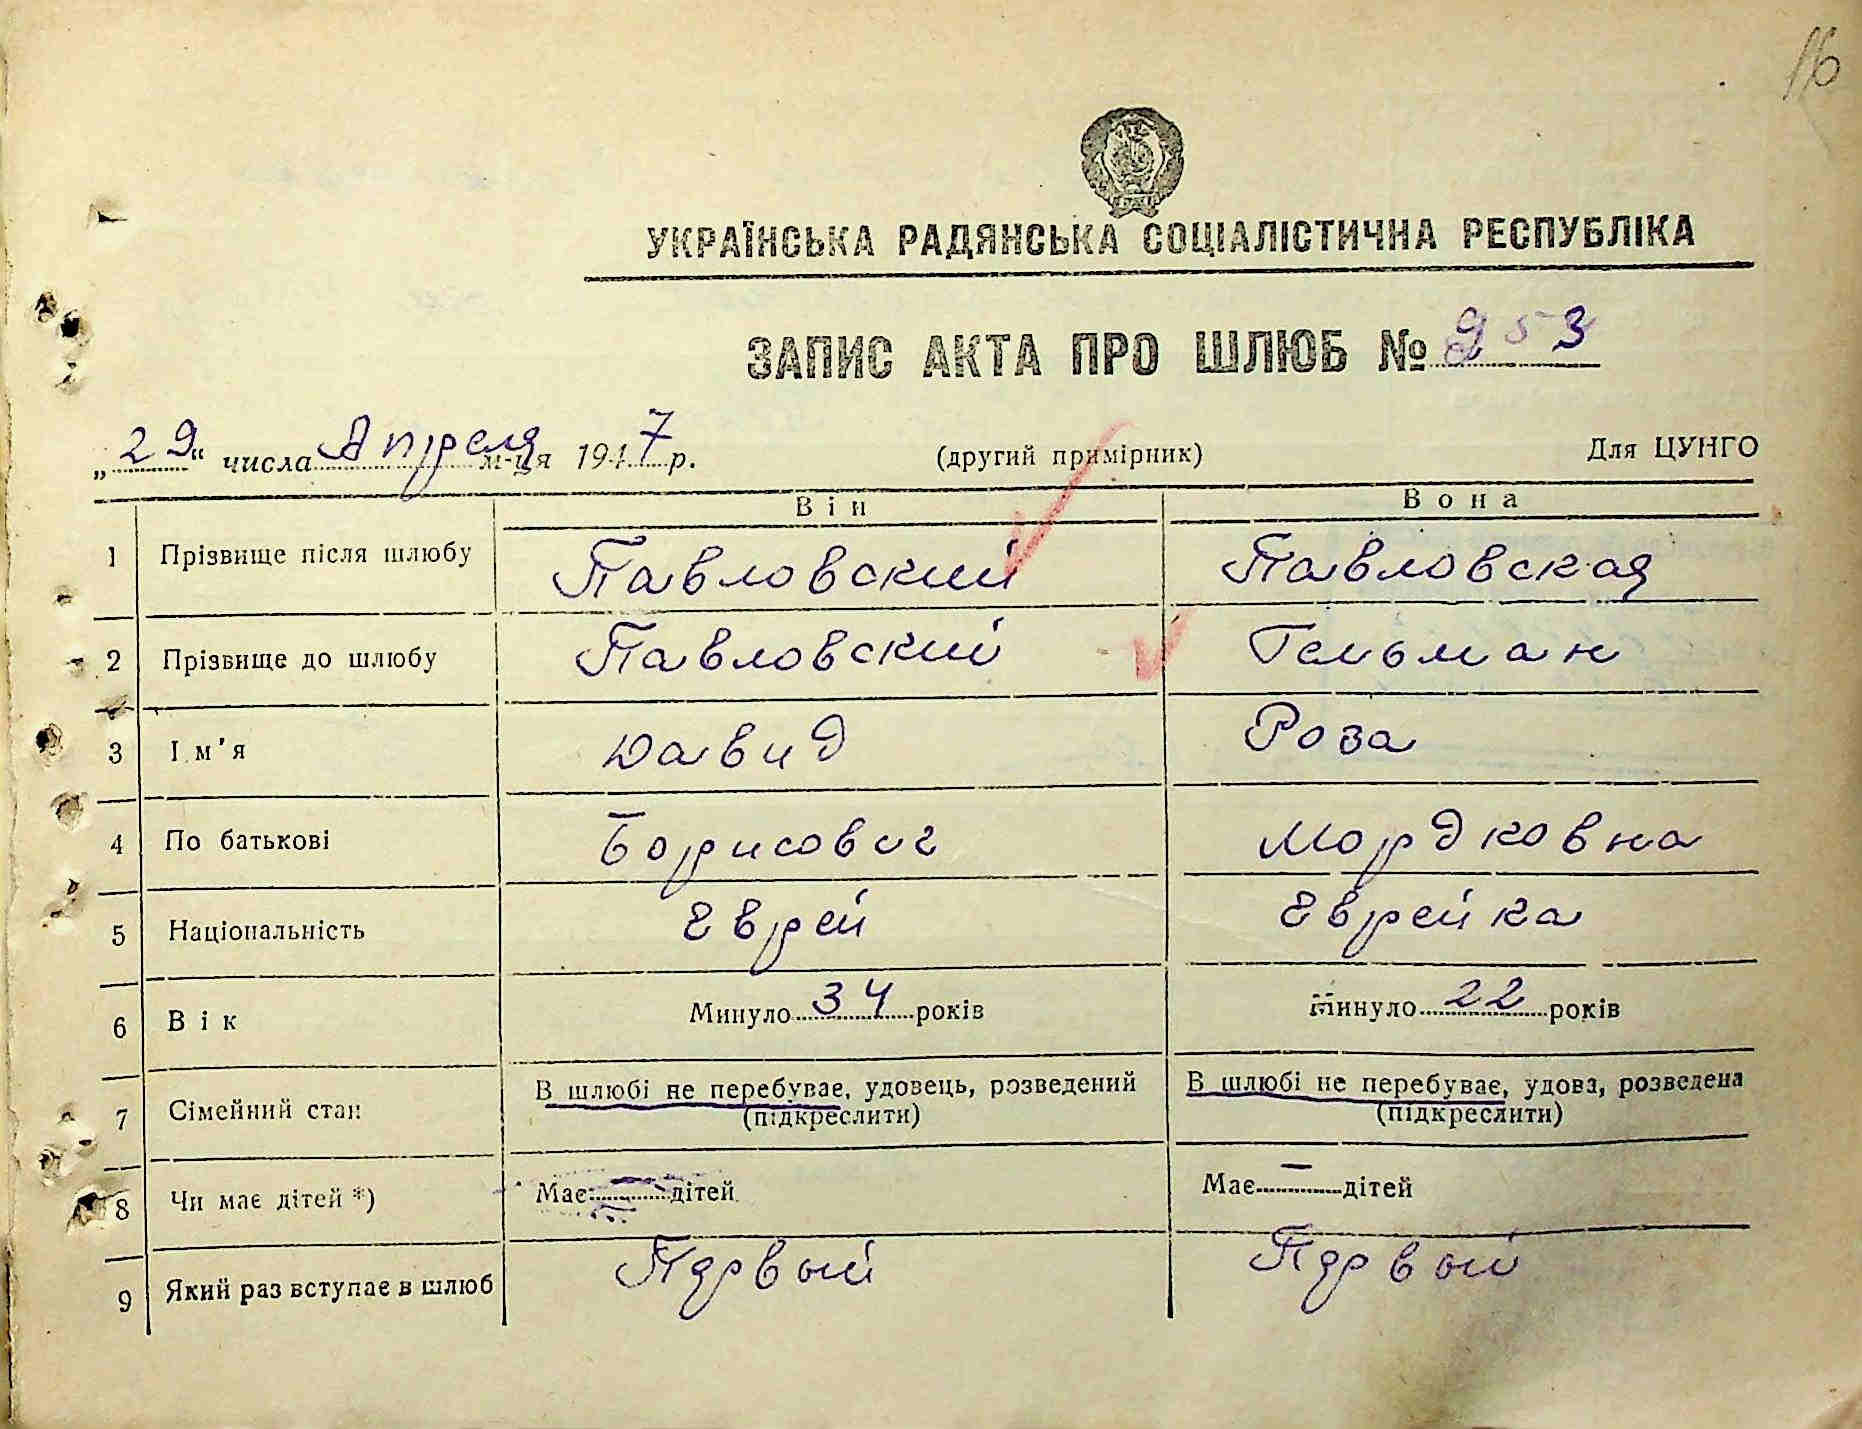 16
УКРАЇНСЬКА РАДЯНСЬКА СОЦІАЛІСТИЧНА РЕСПУБЛІКА
ЗАПИС АКТА ПРО ШЛЮБ № 953
„29“ числа Апреля м-ця 1947 р. (другий примірник) Для ЦУНГО
Він Вона
1 Прізвище після шлюбу Павловский Павловская
2 Прізвище до шлюбу Павловский Гельман
3 Ім'я Давид Роза
4 По батькові Борисович Мордковна
5 Національність Еврей Еврейка
6 Вік Минуло 34 років Минуло 22 років
7 Сімейний стан В шлюбі не перебуває, удовець, розведений В шлюбі не перебуває, удова, розведена
(підкреслити) (підкреслити)
8 Чи має дітей *) Має — дітей Має — дітей
9 Який раз вступає в шлюб Первый Первый